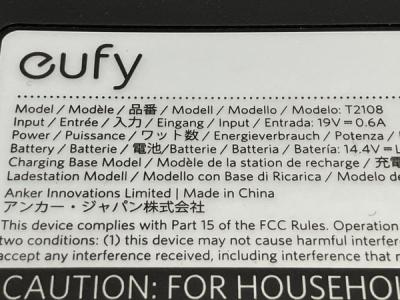 eufy
Model / Modèle / 品番 / Modell / Modello / Modelo: T2108
Input / Entrée / 入力 / Eingang / Input / Entrada: 19V⎓0.6A
Power / Puissance / ワット数 / Energieverbrauch / Potenza /
Battery / Batterie / 電池/ Batterie / Batteria / Batería: 14.4V⎓L
Charging Base Model / Modèle de la station de recharge / 充電
Ladestation Modell / Modello con Base di Ricarica / Modelo de
Anker Innovations Limited | Made in China
アンカー・ジャパン株式会社
This device complies with Part 15 of the FCC Rules. Operation
two conditions: (1) this device may not cause harmful interfere
accept any interference received, including interference that m
CAUTION: FOR HOUSEHOL